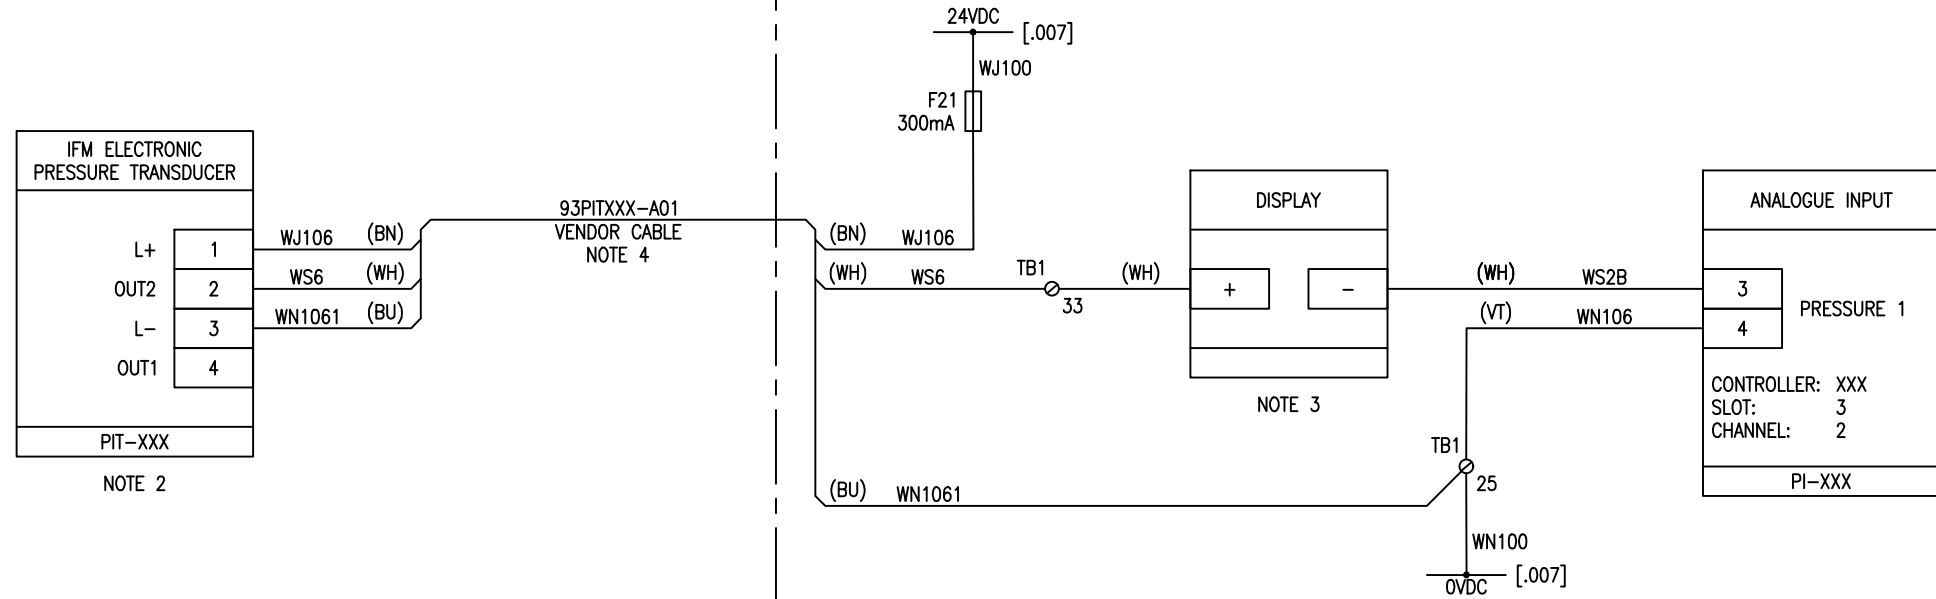 24VDC
[.007]
WJ100
F21
300mA
IFM ELECTRONIC
PRESSURE TRANSDUCER
L+ 1 WJ106 (BN)
OUT2 2 WS6 (WH)
L- 3 WN1061 (BU)
OUT1 4
PIT-XXX
NOTE 2
93PITXXX-A01
VENDOR CABLE
NOTE 4
(BN) WJ106
(WH) WS6
TB1
33
(WH)
DISPLAY
+ -
NOTE 3
(WH) WS2B
(VT) WN106
ANALOGUE INPUT
3
4
PRESSURE 1
CONTROLLER: XXX
SLOT: 3
CHANNEL: 2
PI-XXX
(BU) WN1061
TB1
25
WN100
0VDC
[.007]